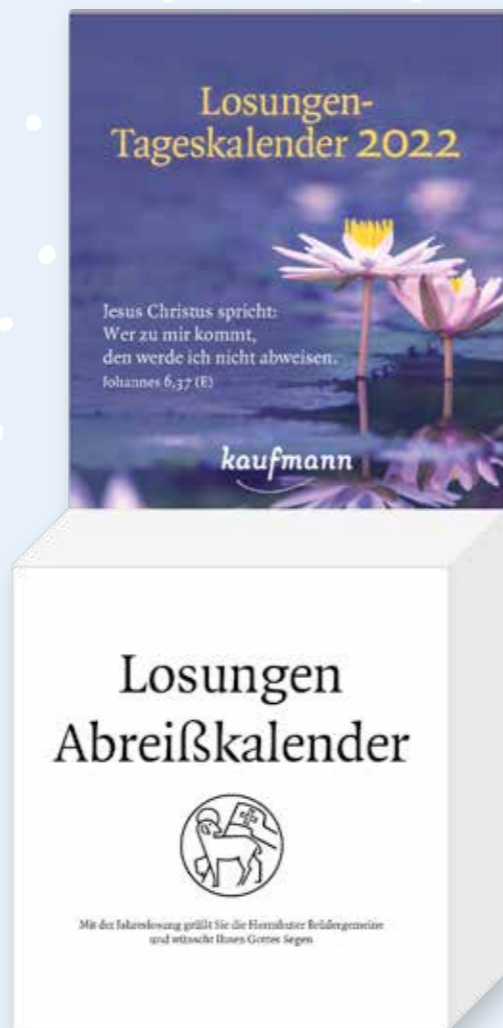 Losungen-
Tageskalender 2022
Jesus Christus spricht:
Wer zu mir kommt,
den werde ich nicht abweisen.
Johannes 6,37 (E)
kaufmann
Losungen
Abreißkalender
Mit der Jahreslosung grüßt Sie die Herrnhuter Brüdergemeine
und wünscht Ihnen Gottes Segen